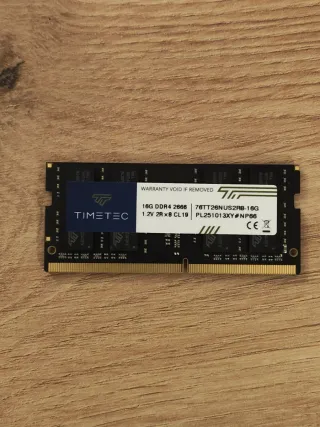 WARRANTY VOID IF REMOVED
TIMETEC
16G DDR4 2666
1.2V 2R×8 CL19
76TT26NUS2R8-16G
PL251013XY#NP66
CE